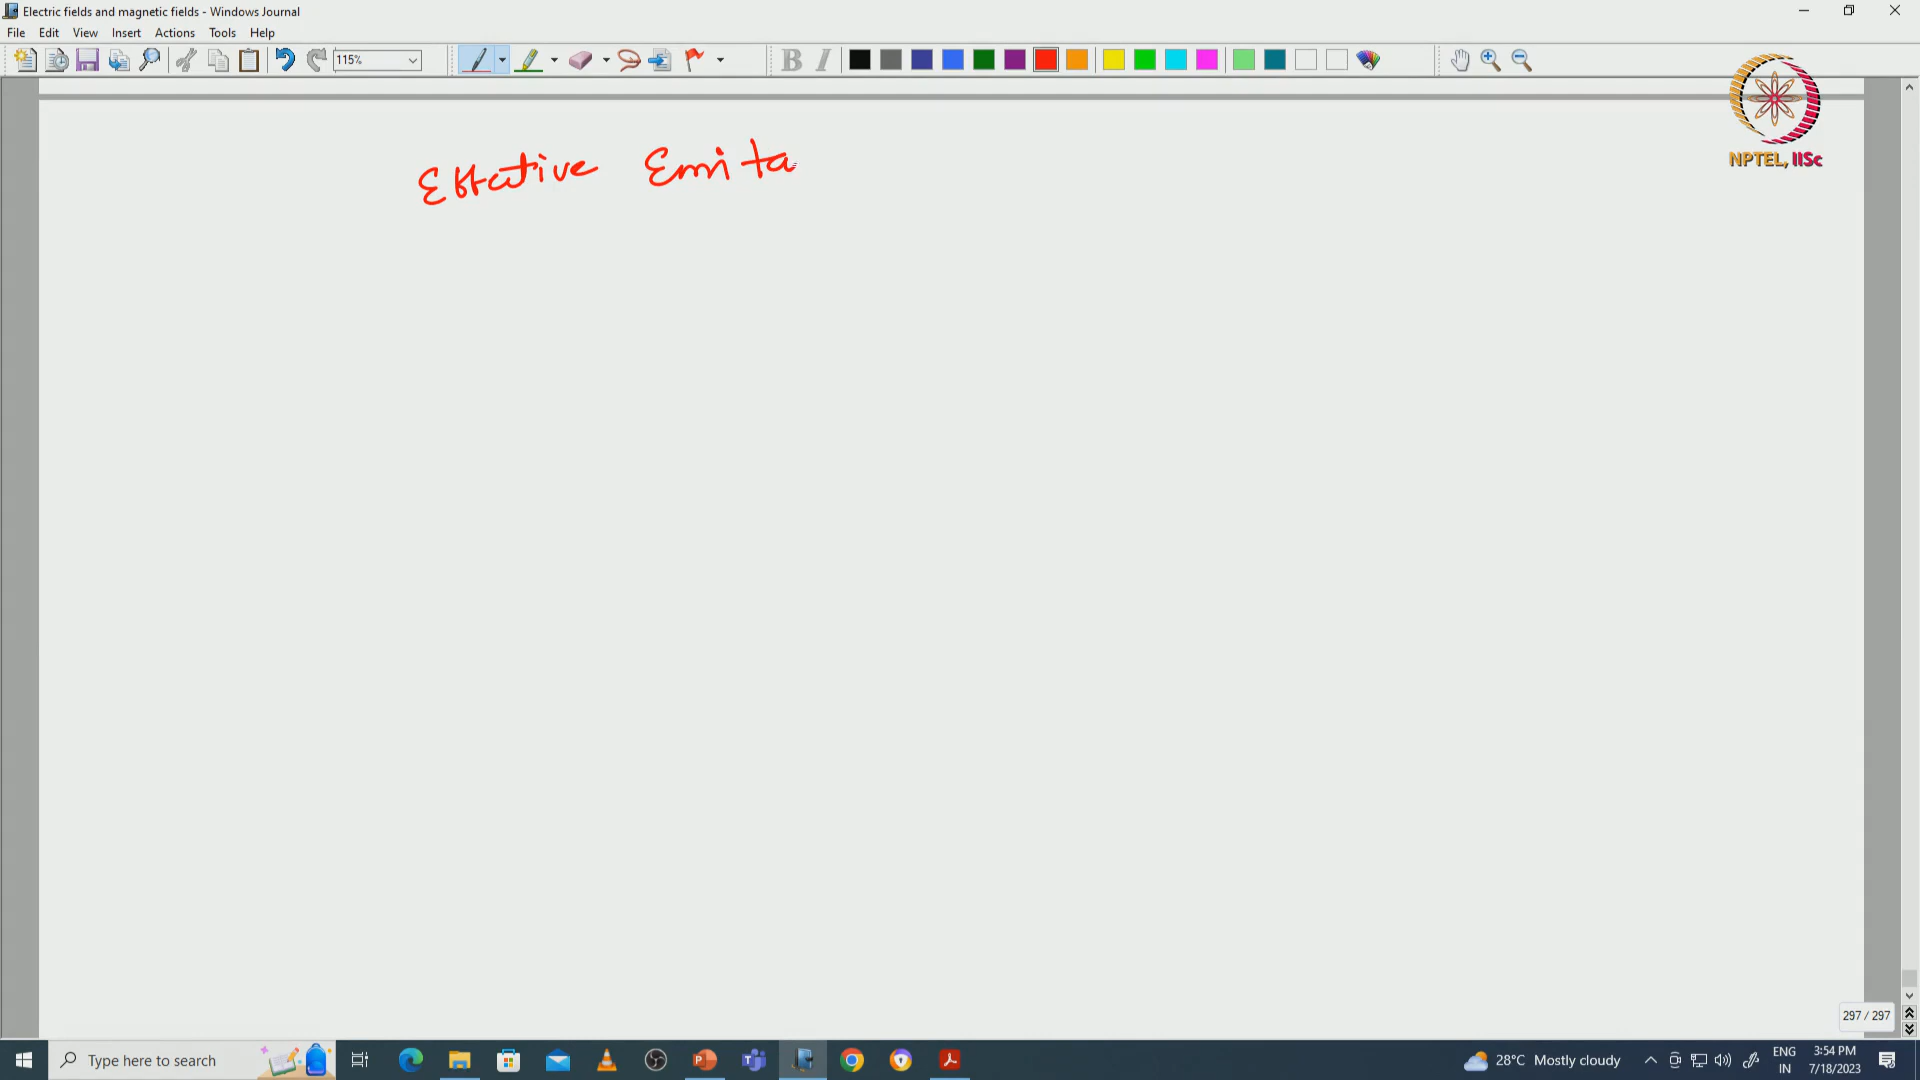 Electric fields and magnetic fields - Windows Journal
File Edit View Insert Actions Tools Help
115%
B I
NPTEL, IISc
Effective Emita
297 / 297
Type here to search
28°C Mostly cloudy
ENG
IN
3:54 PM
7/18/2023